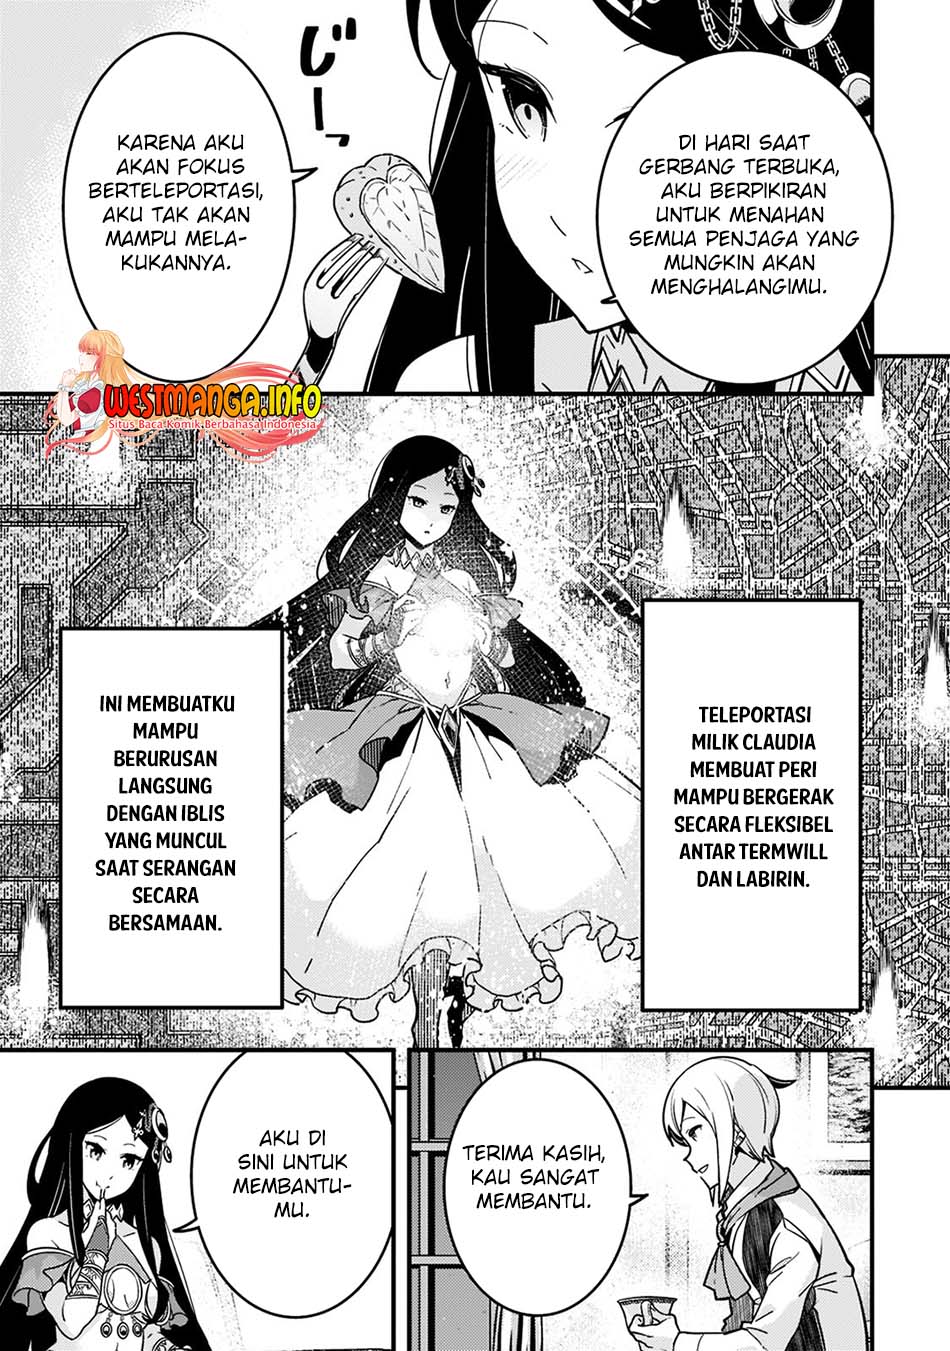 じーっ
DI HARI SAAT
GERBANG TERBUKA,
AKU BERPIKIRAN
UNTUK MENAHAN
SEMUA PENJAGA YANG
MUNGKIN AKAN
MENGHALANGIMU.
KARENA AKU
AKAN FOKUS
BERTELEPORTASI,
AKU TAK AKAN
MAMPU MELA-
KUKANNYA.
WESTMANGA.INFO
Situs Baca Komik Berbahasa Indonesia
TELEPORTASI
MILIK CLAUDIA
MEMBUAT PERI
MAMPU BERGERAK
SECARA FLEKSIBEL
ANTAR TERMWILL
DAN LABIRIN.
INI MEMBUATKU
MAMPU
BERURUSAN
LANGSUNG
DENGAN IBLIS
YANG MUNCUL
SAAT SERANGAN
SECARA
BERSAMAAN.
TERIMA KASIH,
KAU SANGAT
MEMBANTU.
AKU DI
SINI UNTUK
MEMBANTU-
MU.